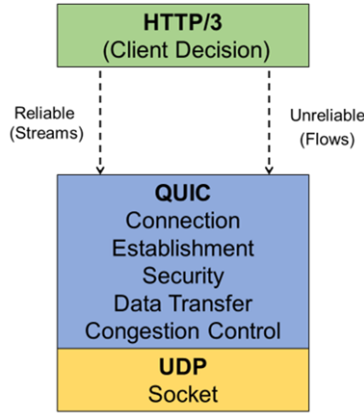 HTTP/3
(Client Decision)
Reliable
(Streams)
Unreliable
(Flows)
QUIC
Connection
Establishment
Security
Data Transfer
Congestion Control
UDP
Socket